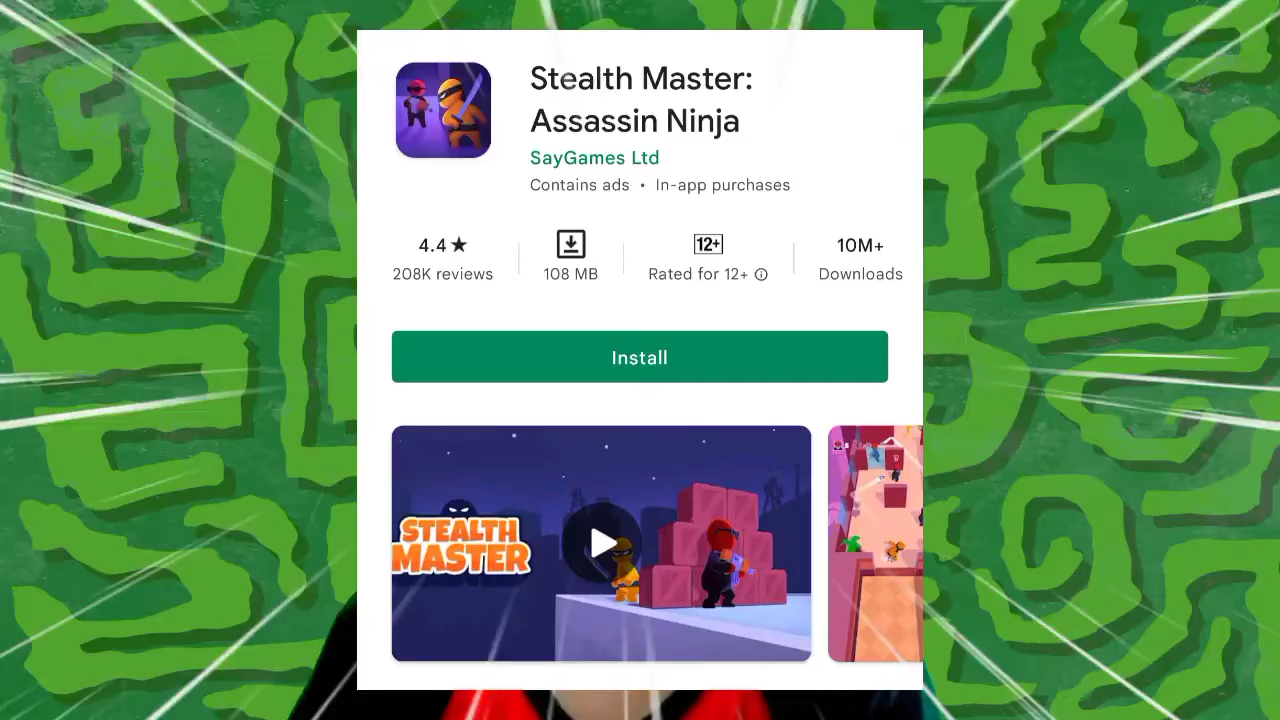 Stealth Master:
Assassin Ninja
SayGames Ltd
Contains ads • In-app purchases
4.4★
208K reviews
108 MB
12+
Rated for 12+
10M+
Downloads
Install
STEALTH
MASTER